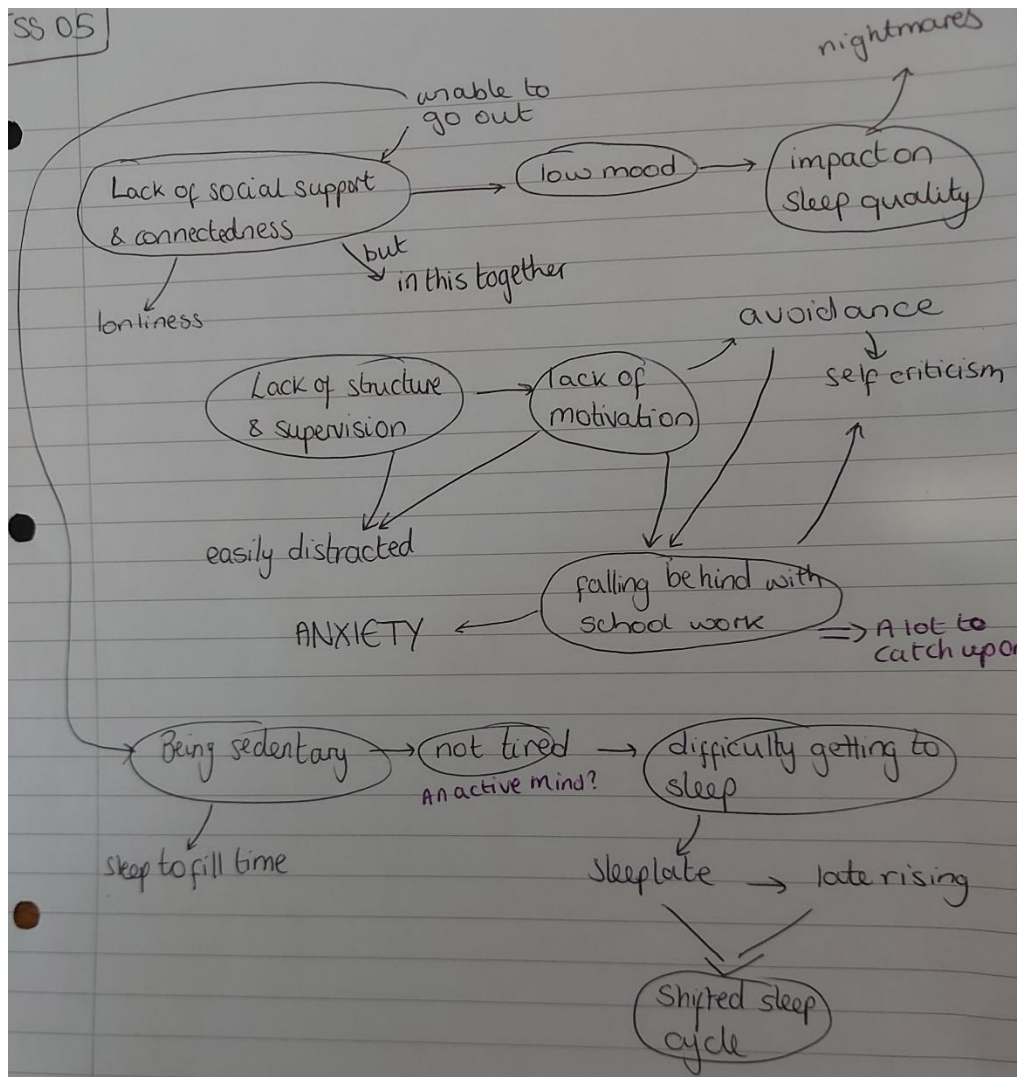 SS 05
nightmares
unable to
go out
Lack of social support
& connectedness
low mood
impact on
sleep quality
but
in this together
lonliness
avoidance
self criticism
Lack of structure
& supervision
lack of
motivation
easily distracted
falling behind with
school work
ANXIETY
A lot to
catch up on
Being sedentary
not tired
An active mind?
difficulty getting to
sleep
sleep to fill time
sleep late
late rising
Shifted sleep
cycle